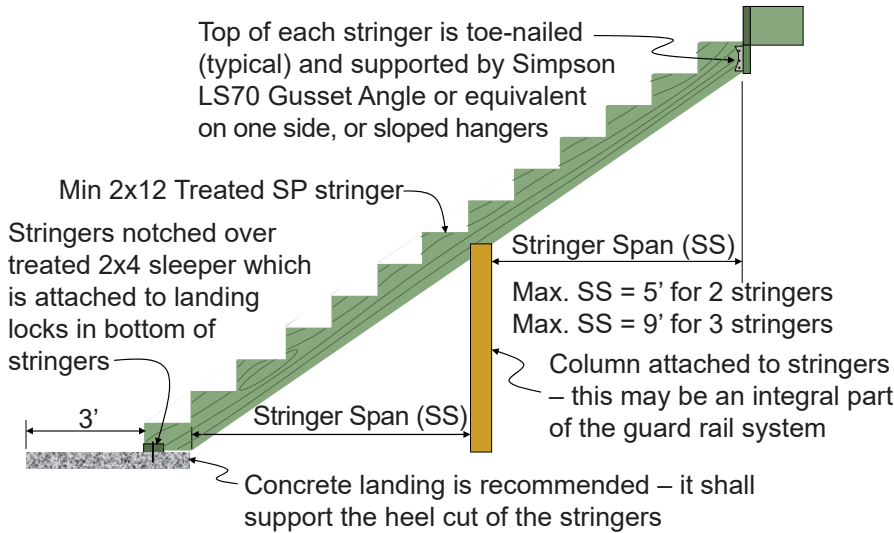 Top of each stringer is toe-nailed
(typical) and supported by Simpson
LS70 Gusset Angle or equivalent
on one side, or sloped hangers
Min 2x12 Treated SP stringer
Stringers notched over
treated 2x4 sleeper which
is attached to landing
locks in bottom of
stringers
Stringer Span (SS)
Max. SS = 5’ for 2 stringers
Max. SS = 9’ for 3 stringers
Column attached to stringers
– this may be an integral part
of the guard rail system
3’
Stringer Span (SS)
Concrete landing is recommended – it shall
support the heel cut of the stringers